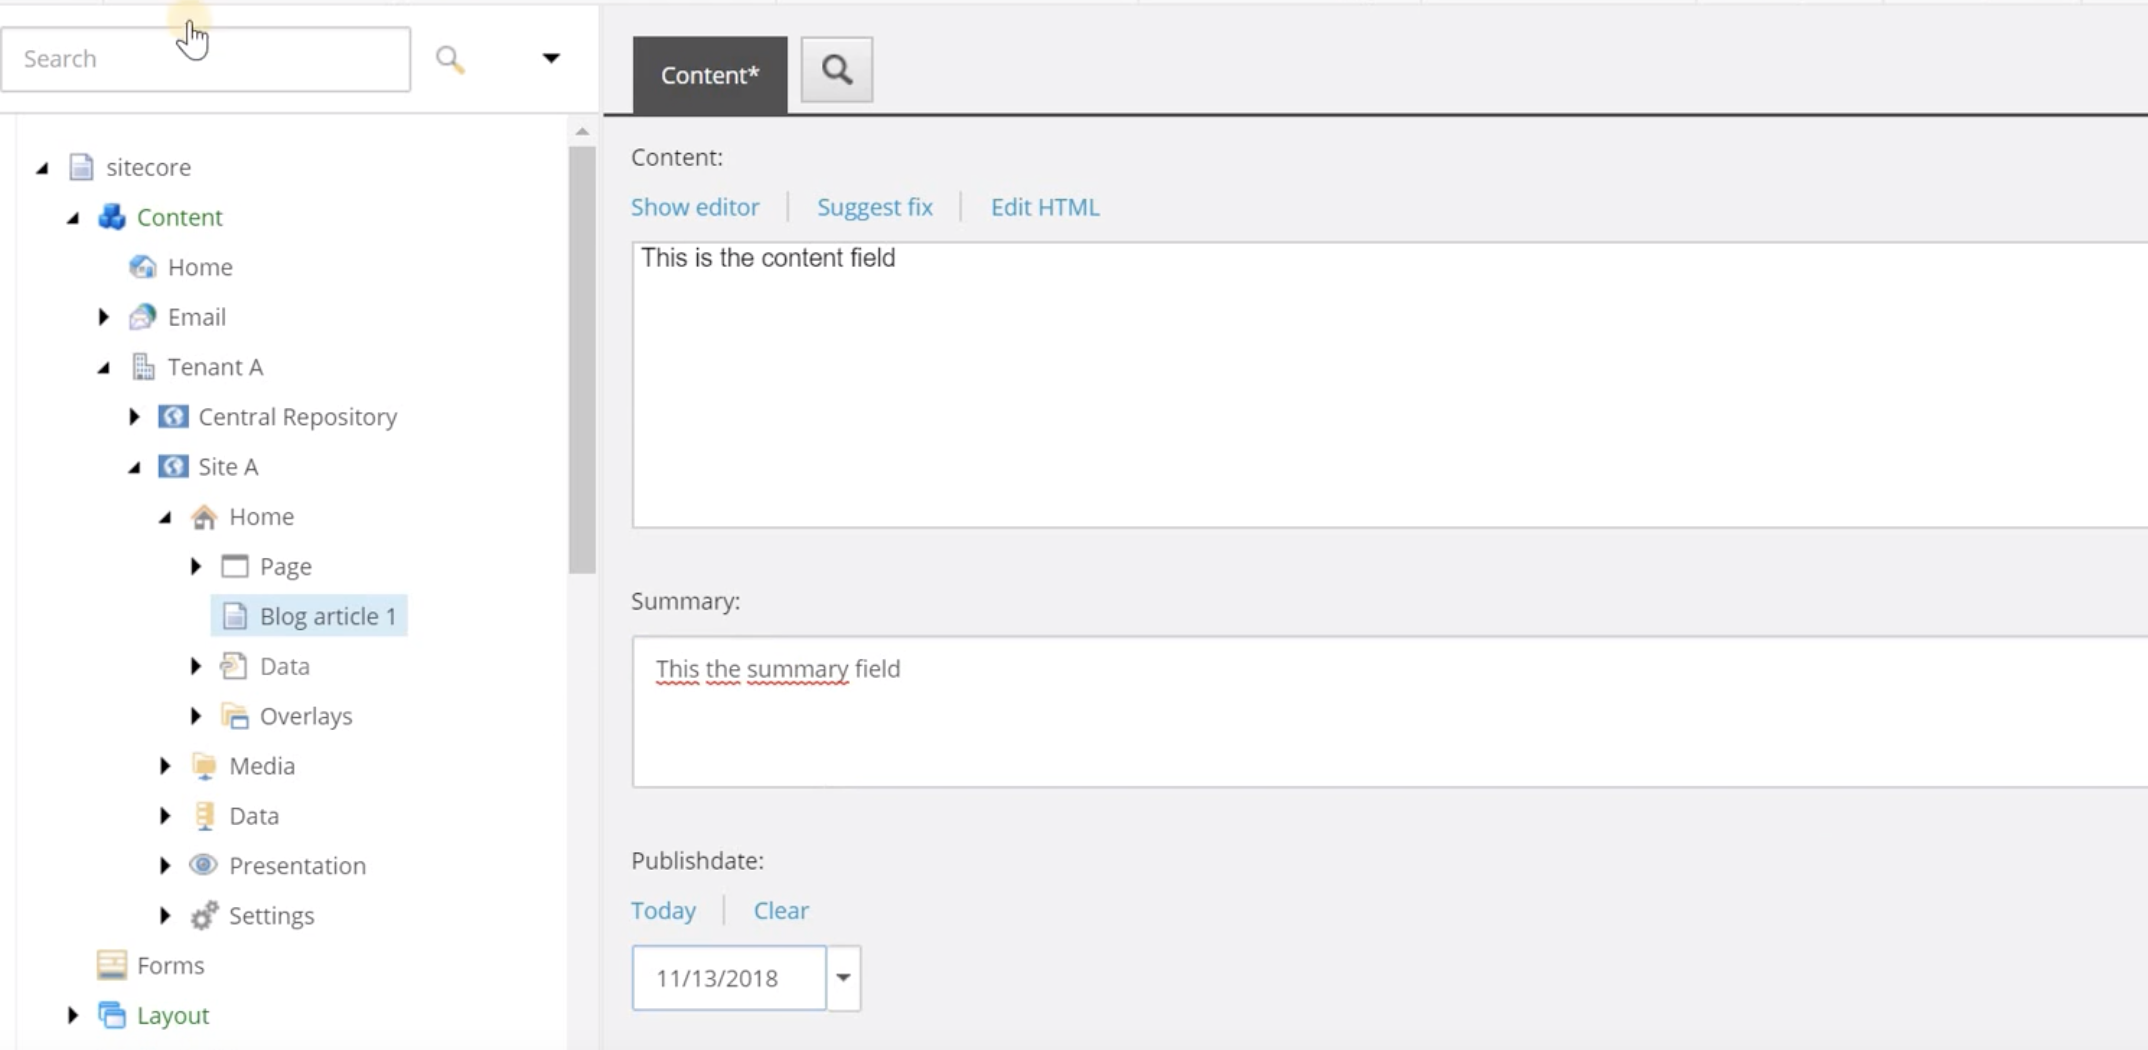 Search
sitecore
Content
Home
Email
Tenant A
Central Repository
Site A
Home
Page
Blog article 1
Data
Overlays
Media
Data
Presentation
Settings
Forms
Layout
Content*
Content:
Show editor | Suggest fix | Edit HTML
This is the content field
Summary:
This the summary field
Publishdate:
Today | Clear
11/13/2018